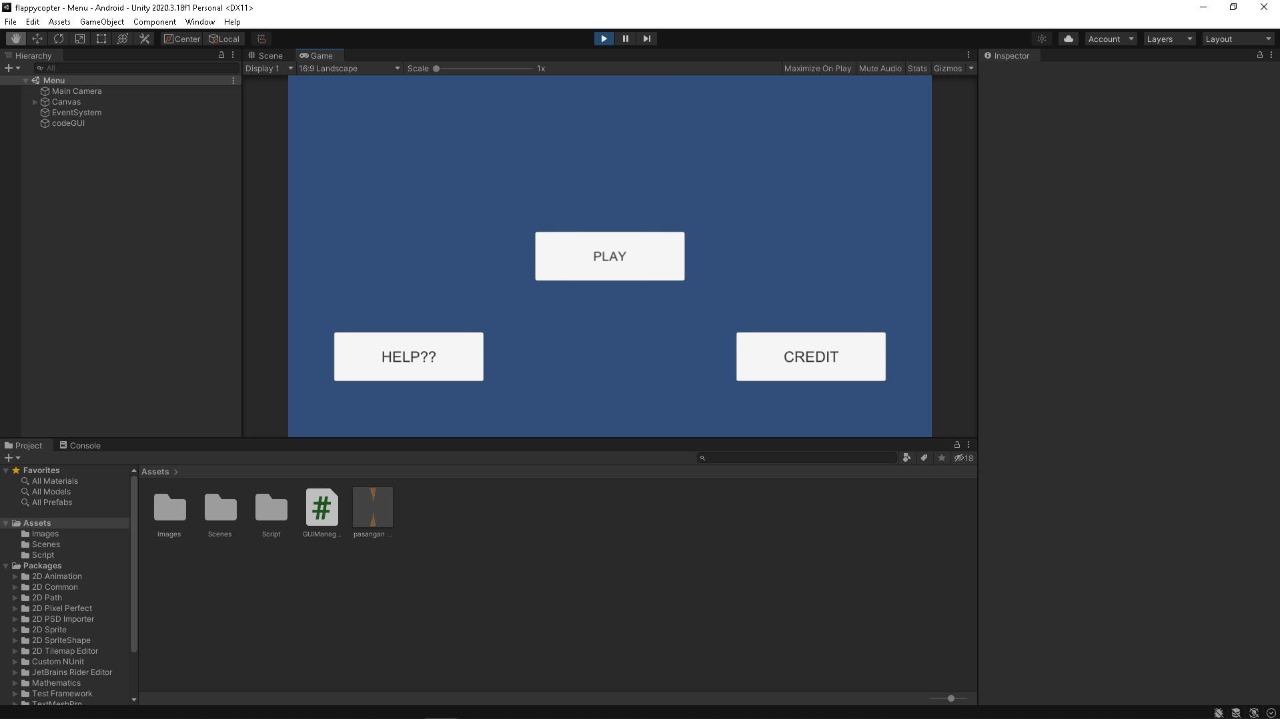 flappycopter - Menu - Android - Unity 2020.3.18f1 Personal <DX11>
File Edit Assets GameObject Component Window Help
Center Local
Account Layers Layout
Hierarchy
All
Menu
Main Camera
Canvas
EventSystem
codeGUI
Scene Game
Display 1 16:9 Landscape Scale 1x Maximize On Play Mute Audio Stats Gizmos
PLAY
HELP??
CREDIT
Inspector
Project Console
18
Favorites
All Materials
All Models
All Prefabs
Assets
Images
Scenes
Script
Packages
2D Animation
2D Common
2D Path
2D Pixel Perfect
2D PSD Importer
2D Sprite
2D SpriteShape
2D Tilemap Editor
Custom NUnit
JetBrains Rider Editor
Mathematics
Test Framework
TextMeshPro
Assets >
Images Scenes Script GUIManeg... pasangan ...